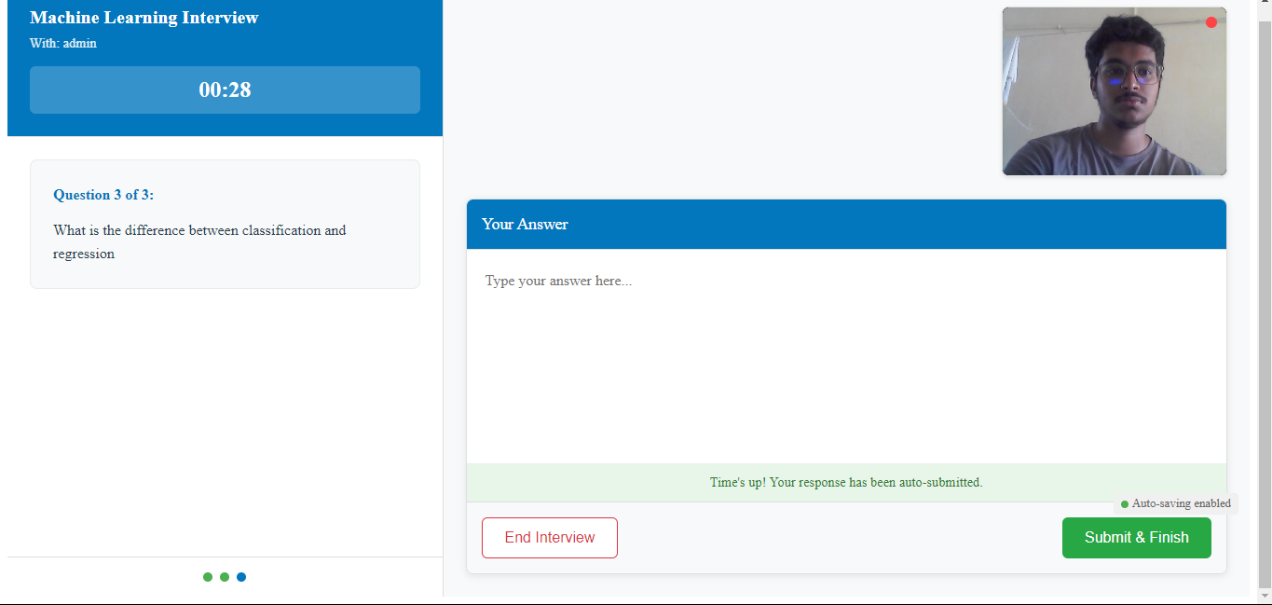 Machine Learning Interview
With: admin
00:28
Question 3 of 3:
What is the difference between classification and
regression
Your Answer
Type your answer here...
Time's up! Your response has been auto-submitted.
Auto-saving enabled
End Interview
Submit & Finish